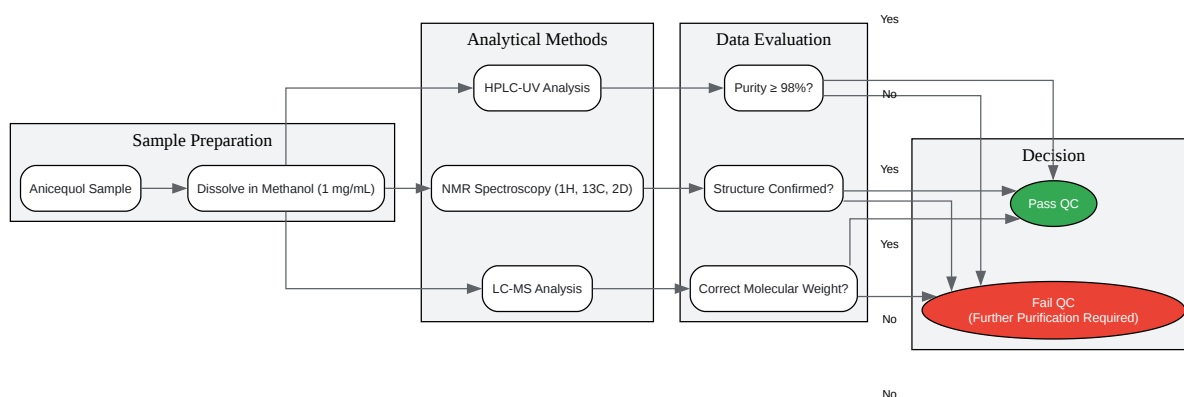 Yes
Analytical Methods
Data Evaluation
HPLC-UV Analysis
Purity ≥ 98%?
No
Sample Preparation
Decision
Anicequol Sample
Dissolve in Methanol (1 mg/mL)
NMR Spectroscopy (1H, 13C, 2D)
Structure Confirmed?
Yes
Pass QC
Yes
LC-MS Analysis
Correct Molecular Weight?
Fail QC
(Further Purification Required)
No
No